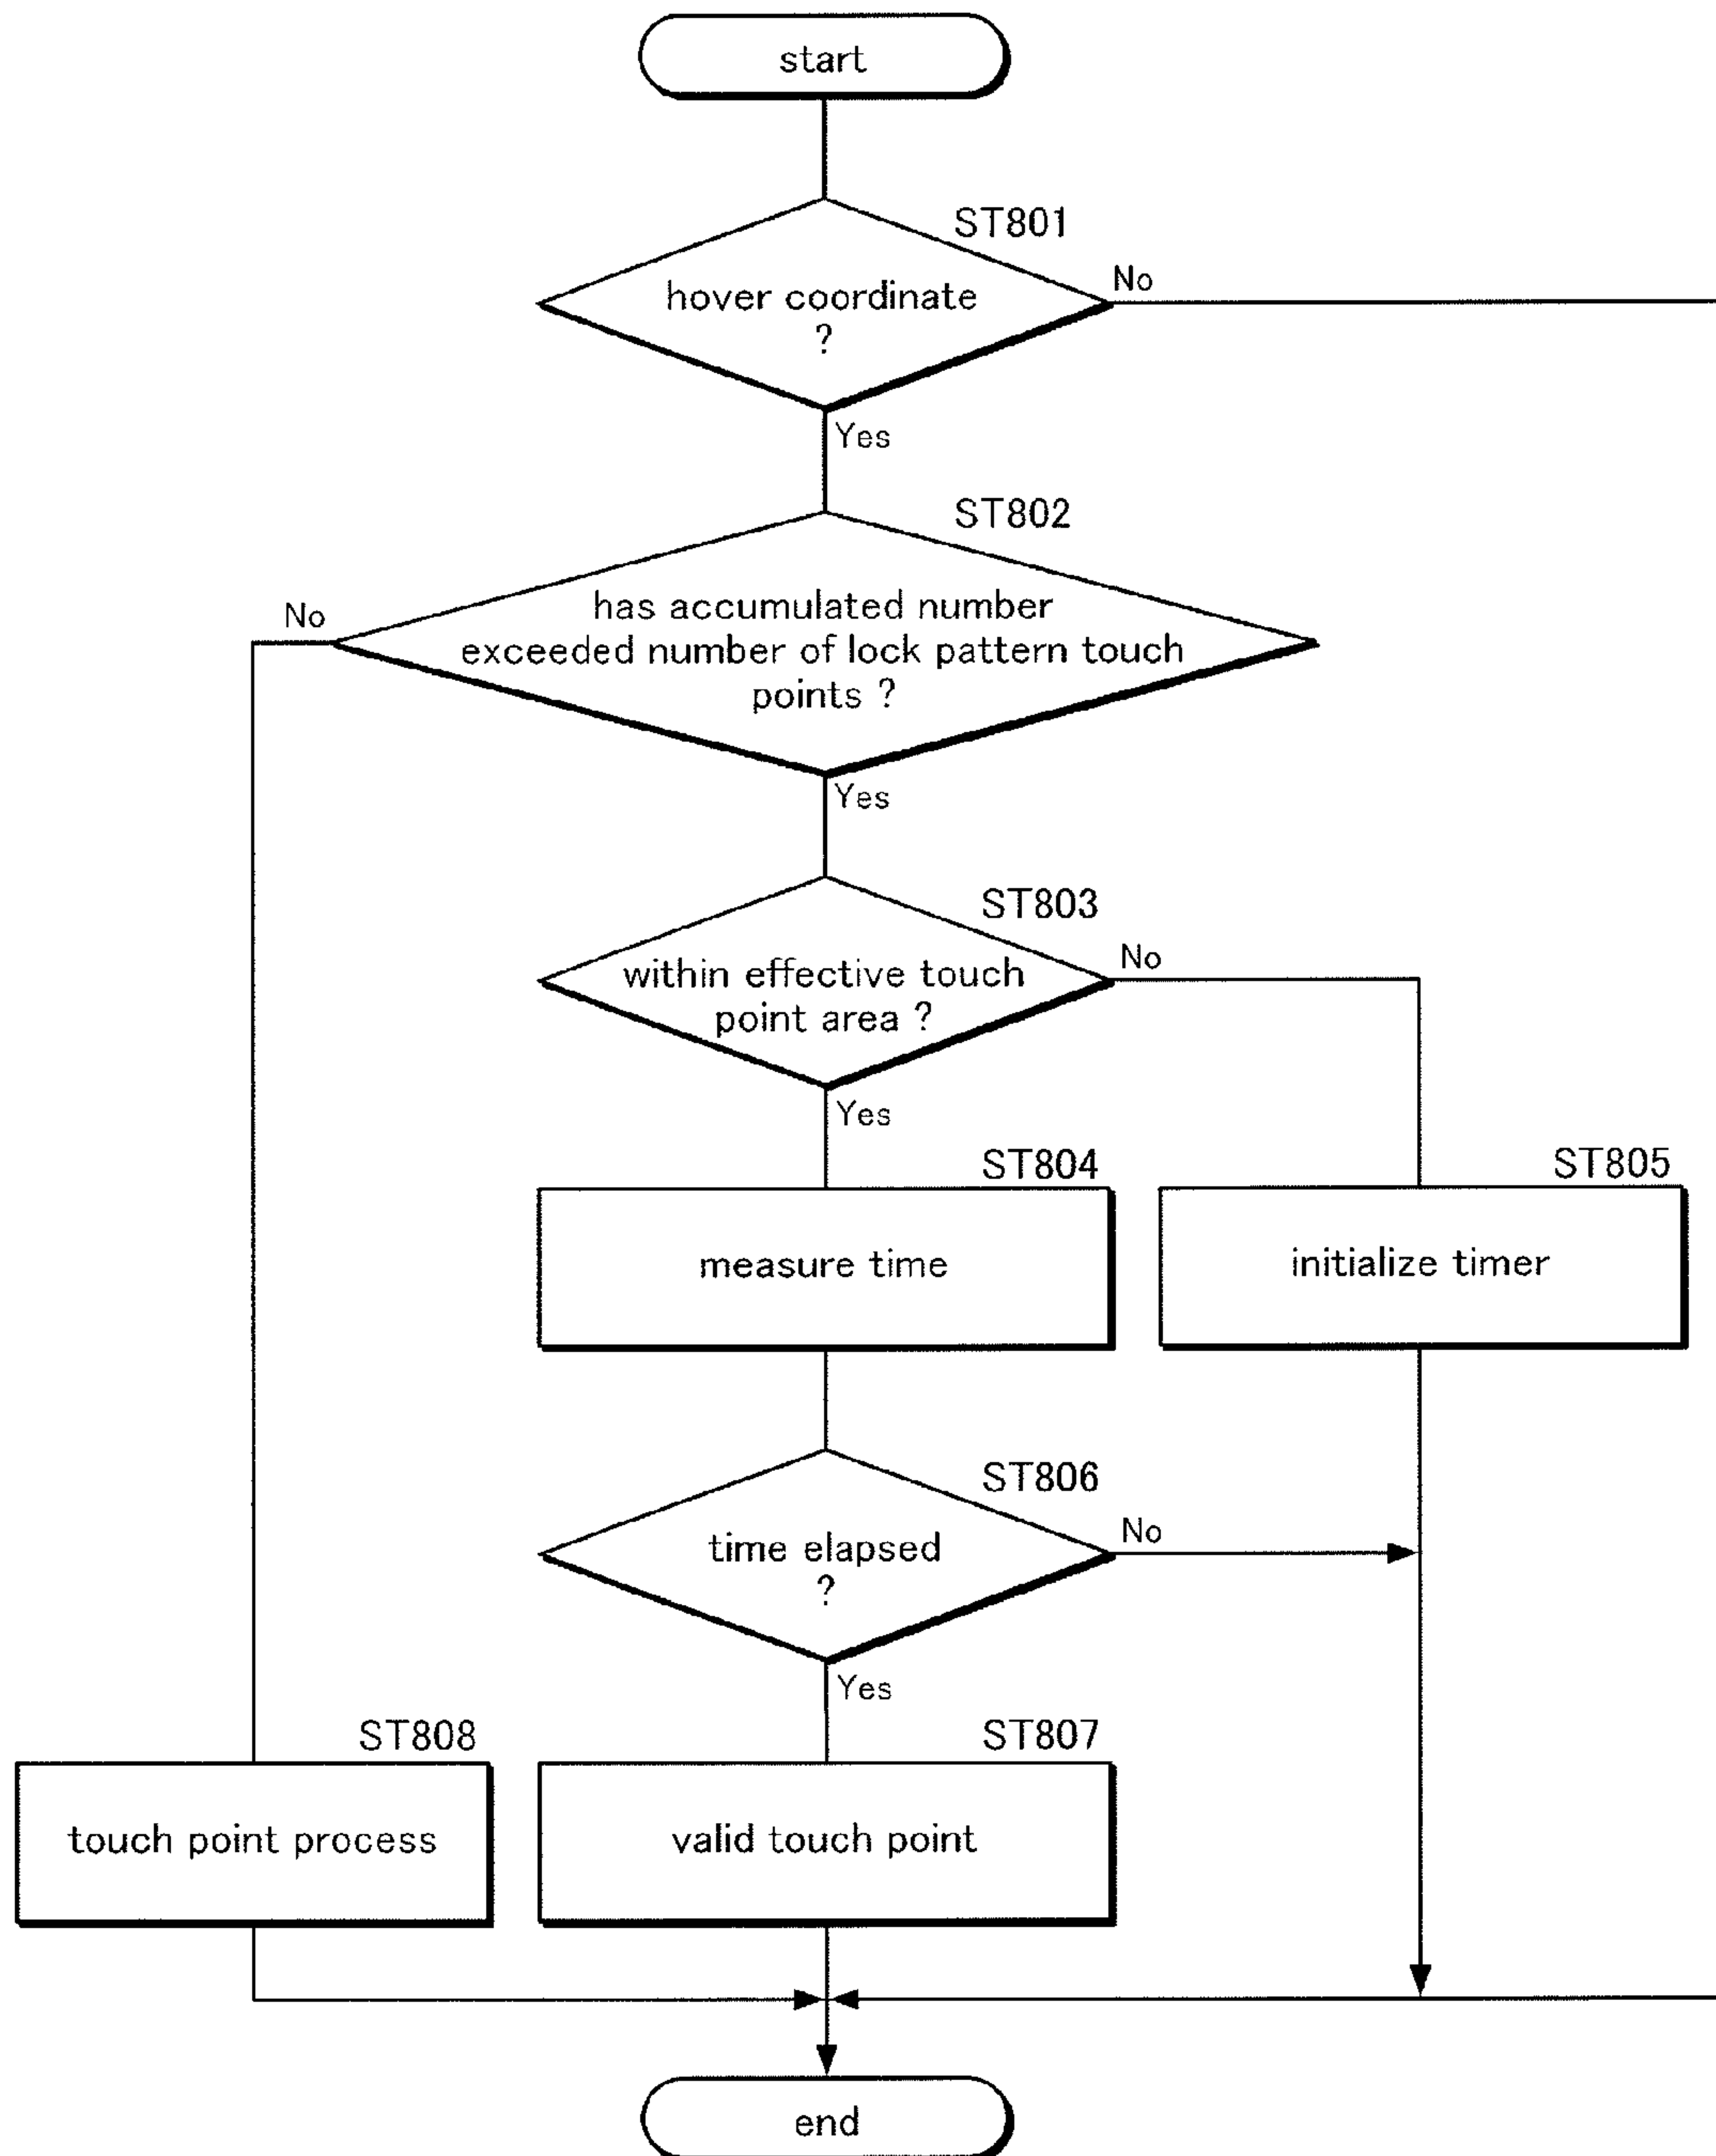 start
ST801
hover coordinate
?
No
Yes
ST802
No
has accumulated number
exceeded number of lock pattern touch
points ?
Yes
ST803
within effective touch
point area ?
No
Yes
ST804
measure time
ST805
initialize timer
ST806
time elapsed
?
No
Yes
ST808
touch point process
ST807
valid touch point
end